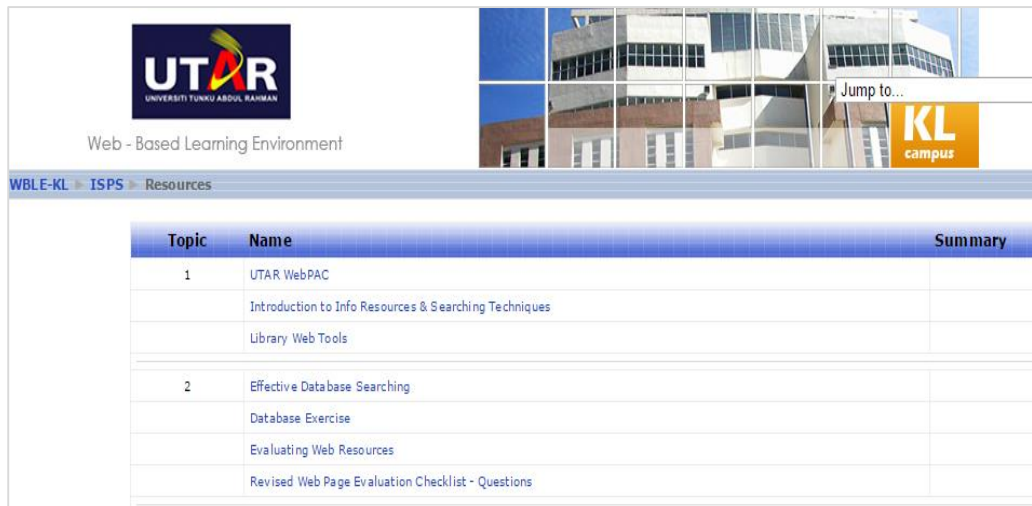 UTAR
UNIVERSITI TUNKU ABDUL RAHMAN
Web - Based Learning Environment
Jump to...
KL
campus
WBLE-KL ► ISPS ► Resources
Topic Name Summary
1 UTAR WebPAC
Introduction to Info Resources & Searching Techniques
Library Web Tools
2 Effective Database Searching
Database Exercise
Evaluating Web Resources
Revised Web Page Evaluation Checklist - Questions